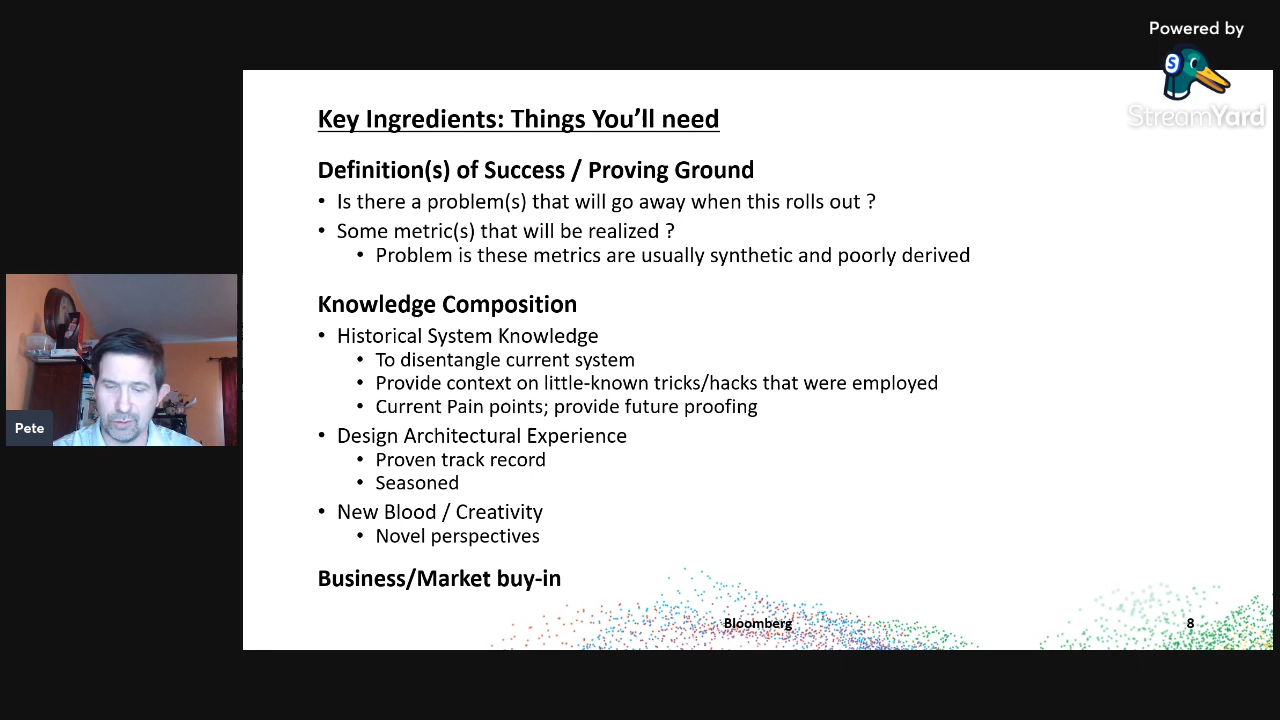 Powered by
StreamYard
Key Ingredients: Things You'll need
Definition(s) of Success / Proving Ground
• Is there a problem(s) that will go away when this rolls out ?
• Some metric(s) that will be realized ?
• Problem is these metrics are usually synthetic and poorly derived
Knowledge Composition
• Historical System Knowledge
• To disentangle current system
• Provide context on little-known tricks/hacks that were employed
• Current Pain points; provide future proofing
• Design Architectural Experience
• Proven track record
• Seasoned
• New Blood / Creativity
• Novel perspectives
Business/Market buy-in
Bloomberg
8
Pete
S